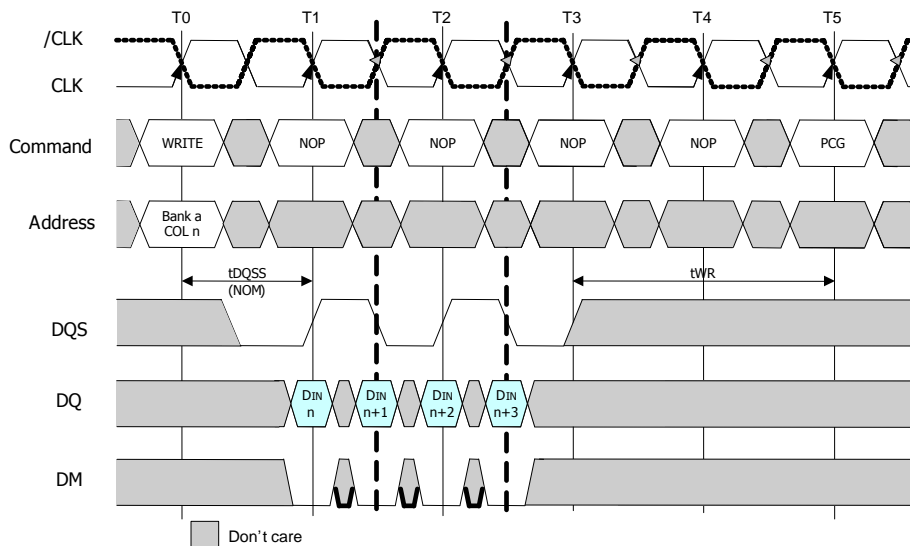 T0 T1 T2 T3 T4 T5
/CLK
CLK
Command WRITE NOP NOP NOP NOP PCG
Address Bank a
COL n
tDQSS
(NOM)
tWR
DQS
DQ DIN
n
DIN
n+1
DIN
n+2
DIN
n+3
DM
Don't care